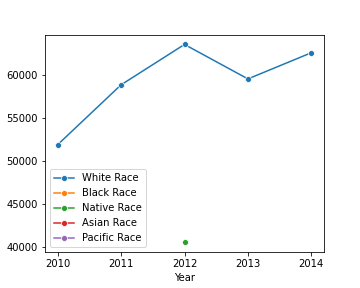 60000
55000
50000
45000
40000
White Race
Black Race
Native Race
Asian Race
Pacific Race
2010 2011 2012 2013 2014
Year